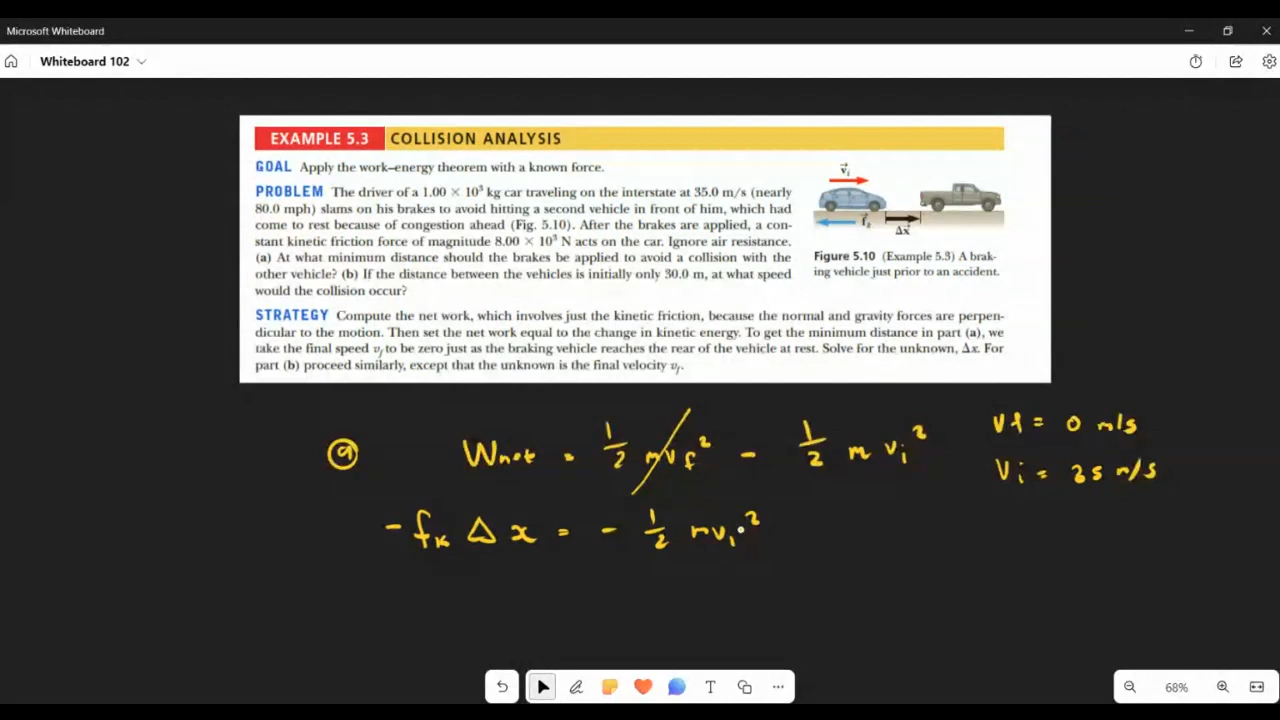 Microsoft Whiteboard
Whiteboard 102
EXAMPLE 5.3 COLLISION ANALYSIS
GOAL Apply the work–energy theorem with a known force.
PROBLEM The driver of a 1.00 × 10³ kg car traveling on the interstate at 35.0 m/s (nearly
80.0 mph) slams on his brakes to avoid hitting a second vehicle in front of him, which had
come to rest because of congestion ahead (Fig. 5.10). After the brakes are applied, a con-
stant kinetic friction force of magnitude 8.00 × 10³ N acts on the car. Ignore air resistance.
(a) At what minimum distance should the brakes be applied to avoid a collision with the
other vehicle? (b) If the distance between the vehicles is initially only 30.0 m, at what speed
would the collision occur?
v⃗i
f⃗k
Δx⃗
Figure 5.10 (Example 5.3) A brak-
ing vehicle just prior to an accident.
STRATEGY Compute the net work, which involves just the kinetic friction, because the normal and gravity forces are perpen-
dicular to the motion. Then set the net work equal to the change in kinetic energy. To get the minimum distance in part (a), we
take the final speed vf to be zero just as the braking vehicle reaches the rear of the vehicle at rest. Solve for the unknown, Δx. For
part (b) proceed similarly, except that the unknown is the final velocity vf.
ⓐ Wnet = 1/2 mvf² - 1/2 m vi²
vf = 0 m/s
vi = 35 m/s
- fk Δx = - 1/2 mvi²
T
68%